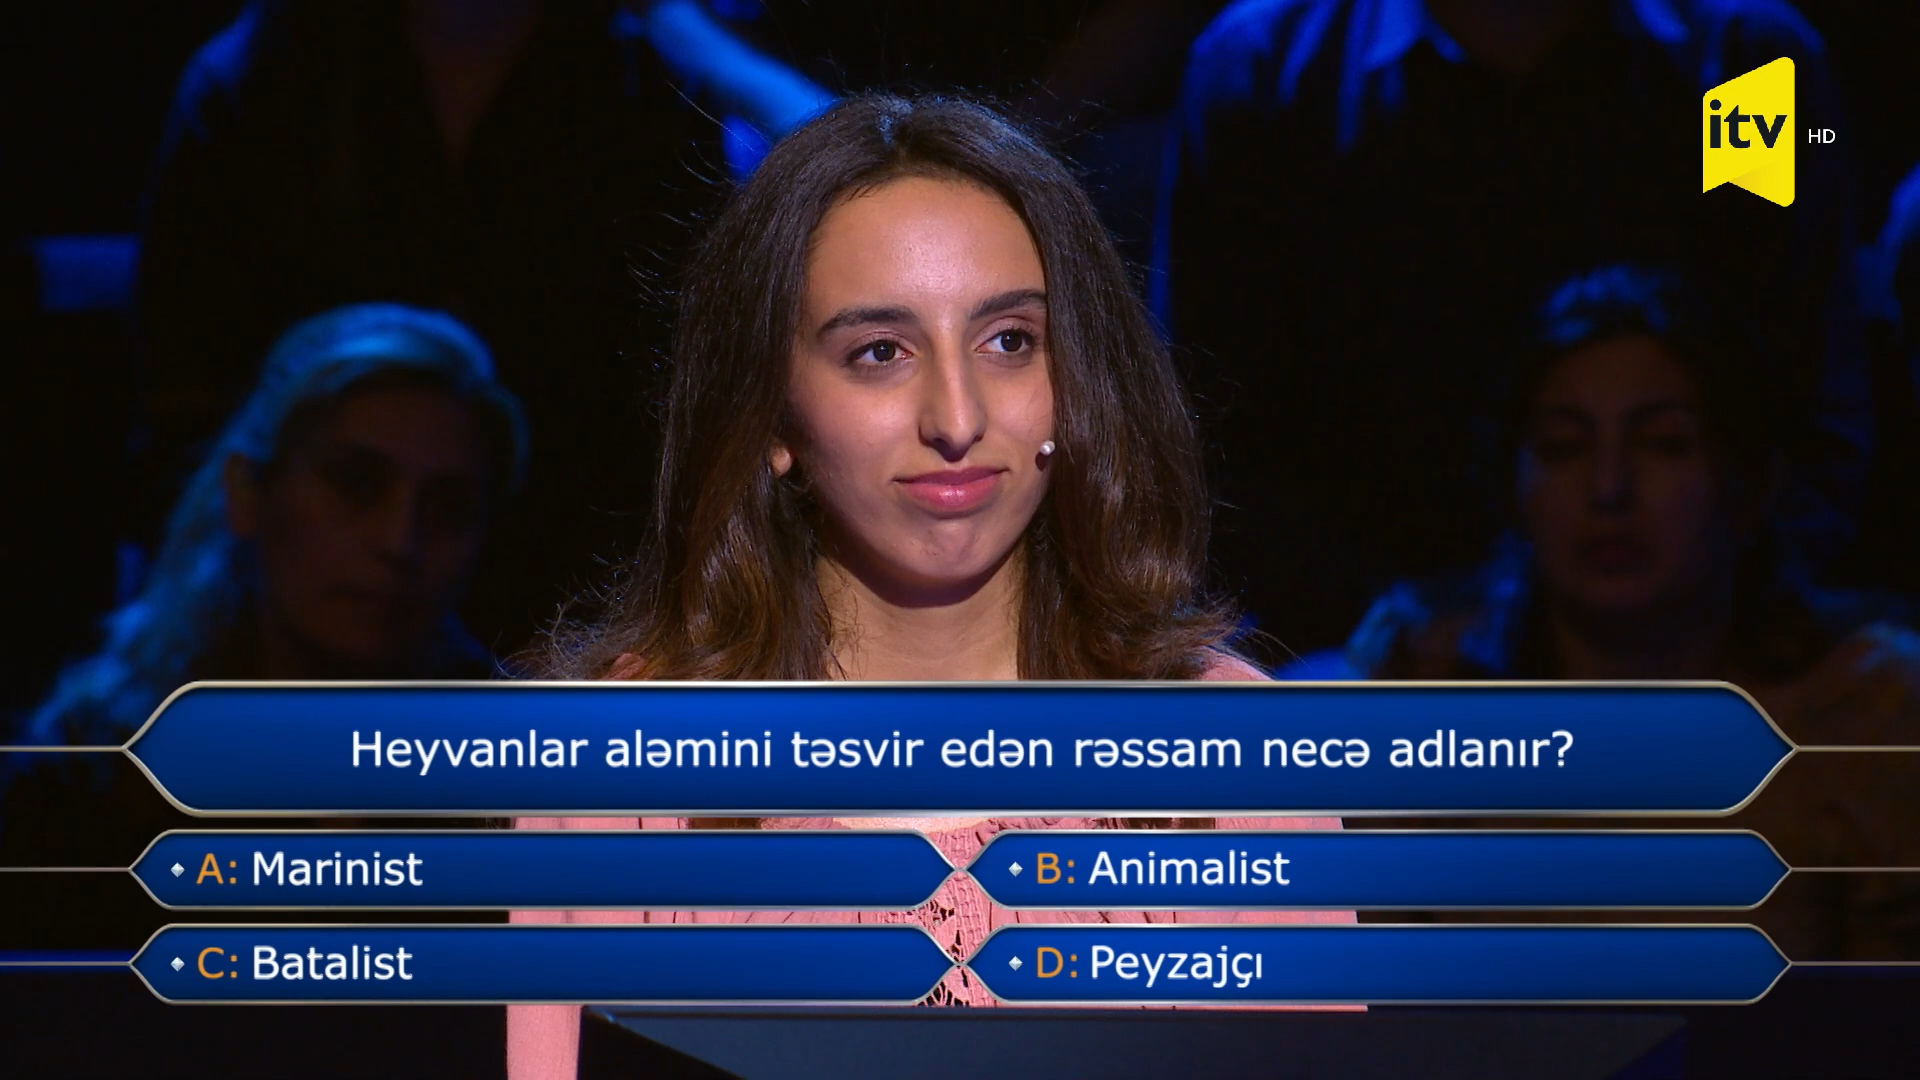 itv HD
Heyvanlar aləmini təsvir edən rəssam necə adlanır?
A: Marinist
B: Animalist
C: Batalist
D: Peyzajçı